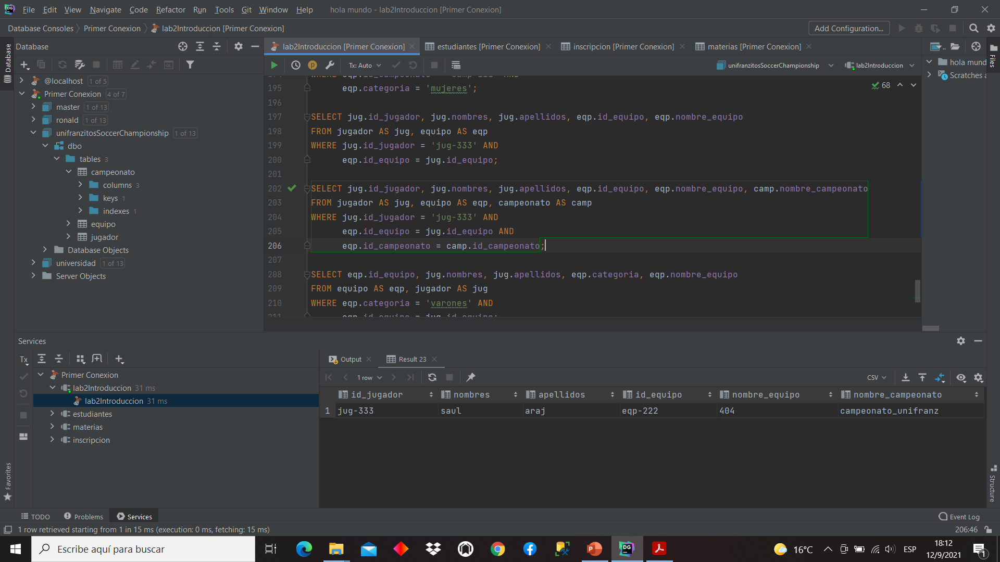 File Edit View Navigate Code Refactor Run Tools Git Window Help hola mundo - lab2Introduccion [Primer Conexion]
Database Consoles Primer Conexion lab2Introduccion [Primer Conexion] Add Configuration...
Database
lab2Introduccion [Primer Conexion] estudiantes [Primer Conexion] inscripcion [Primer Conexion] materias [Primer Conexion]
Database
Files
Tx: Auto unifranzitosSoccerChampionship lab2Introduccion
hola mund
Scratches a
@localhost 1 of 5
Primer Conexion 4 of 7
master 1 of 13
ronald 1 of 13
unifranzitosSoccerChampionship 1 of 13
dbo
tables 3
campeonato
columns 3
keys 1
indexes 1
equipo
jugador
Database Objects
universidad 1 of 13
Server Objects
68
195 eqp.categoria = 'mujeres';
196
197 SELECT jug.id_jugador, jug.nombres, jug.apellidos, eqp.id_equipo, eqp.nombre_equipo
198 FROM jugador AS jug, equipo AS eqp
199 WHERE jug.id_jugador = 'jug-333' AND
200 eqp.id_equipo = jug.id_equipo;
201
202 SELECT jug.id_jugador, jug.nombres, jug.apellidos, eqp.id_equipo, eqp.nombre_equipo, camp.nombre_campeonato
203 FROM jugador AS jug, equipo AS eqp, campeonato AS camp
204 WHERE jug.id_jugador = 'jug-333' AND
205 eqp.id_equipo = jug.id_equipo AND
206 eqp.id_campeonato = camp.id_campeonato;
207
208 SELECT eqp.id_equipo, jug.nombres, jug.apellidos, eqp.categoria, eqp.nombre_equipo
209 FROM equipo AS eqp, jugador AS jug
210 WHERE eqp.categoria = 'varones' AND
211 eqp.id_equipo = jug.id_equipo;
Services
Tx
Primer Conexion
lab2Introduccion 31 ms
lab2Introduccion 31 ms
estudiantes
materias
inscripcion
Output Result 23
1 row CSV
id_jugador nombres apellidos id_equipo nombre_equipo nombre_campeonato
1 jug-333 saul araj eqp-222 404 campeonato_unifranz
Favorites
Structure
TODO Problems Services Event Log
1 row retrieved starting from 1 in 15 ms (execution: 0 ms, fetching: 15 ms) 206:46
Escribe aquí para buscar
16°C ESP
18:12
12/9/2021
1